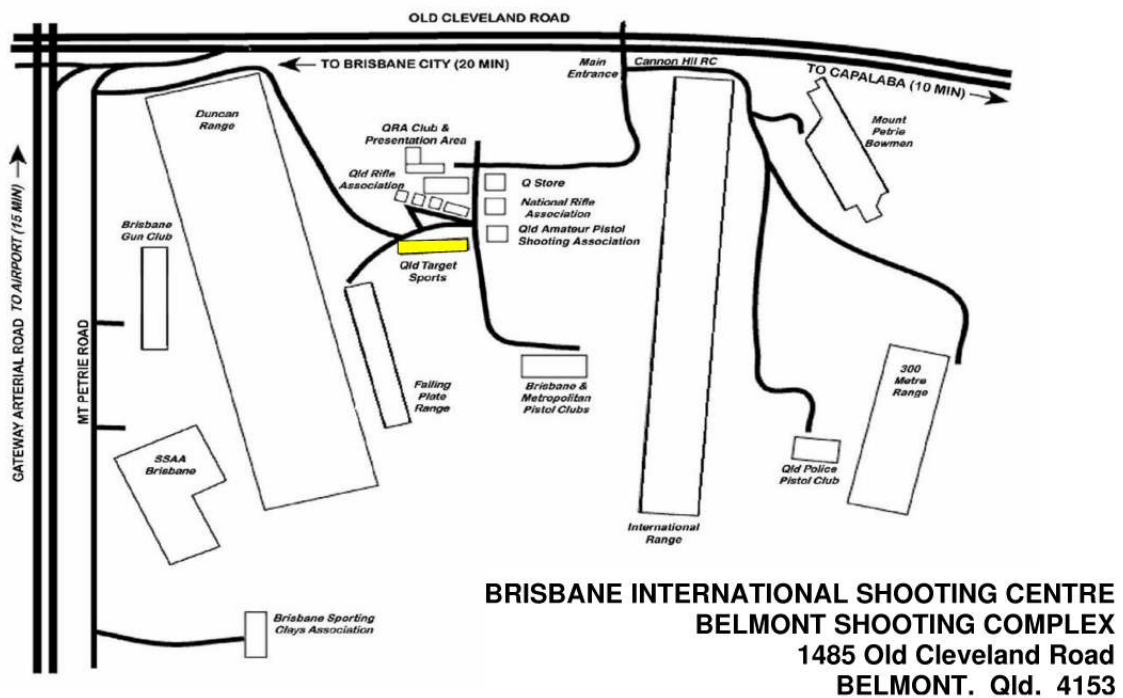 OLD CLEVELAND ROAD
TO BRISBANE CITY (20 MIN)
Main
Entrance
Cannon Hill RC
TO CAPALABA (10 MIN)
Duncan
Range
QRA Club &
Presentation Area
Mount
Petrie
Bowmen
Qld Rifle
Association
Q Store
National Rifle
Association
Qld Amateur Pistol
Shooting Association
Brisbane
Gun Club
Qld Target
Sports
GATEWAY ARTERIAL ROAD TO AIRPORT (15 MIN)
MT PETRIE ROAD
Falling
Plate
Range
Brisbane &
Metropolitan
Pistol Clubs
300
Metre
Range
SSAA
Brisbane
Qld Police
Pistol Club
International
Range
Brisbane Sporting
Clays Association
BRISBANE INTERNATIONAL SHOOTING CENTRE
BELMONT SHOOTING COMPLEX
1485 Old Cleveland Road
BELMONT. Qld. 4153